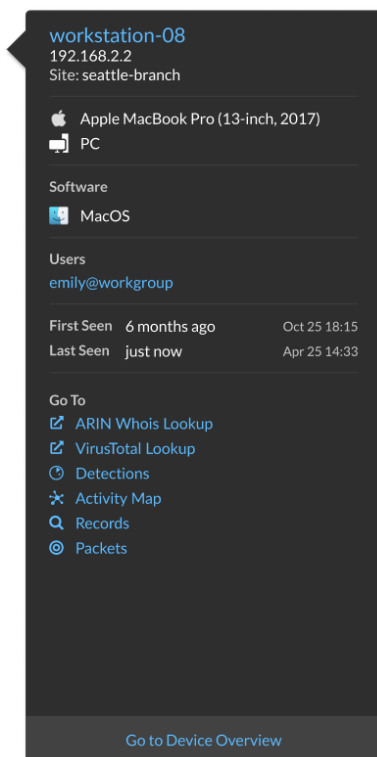 workstation-08
192.168.2.2
Site: seattle-branch
Apple MacBook Pro (13-inch, 2017)
PC
Software
MacOS
Users
emily@workgroup
First Seen 6 months ago Oct 25 18:15
Last Seen just now Apr 25 14:33
Go To
ARIN Whois Lookup
VirusTotal Lookup
Detections
Activity Map
Records
Packets
Go to Device Overview